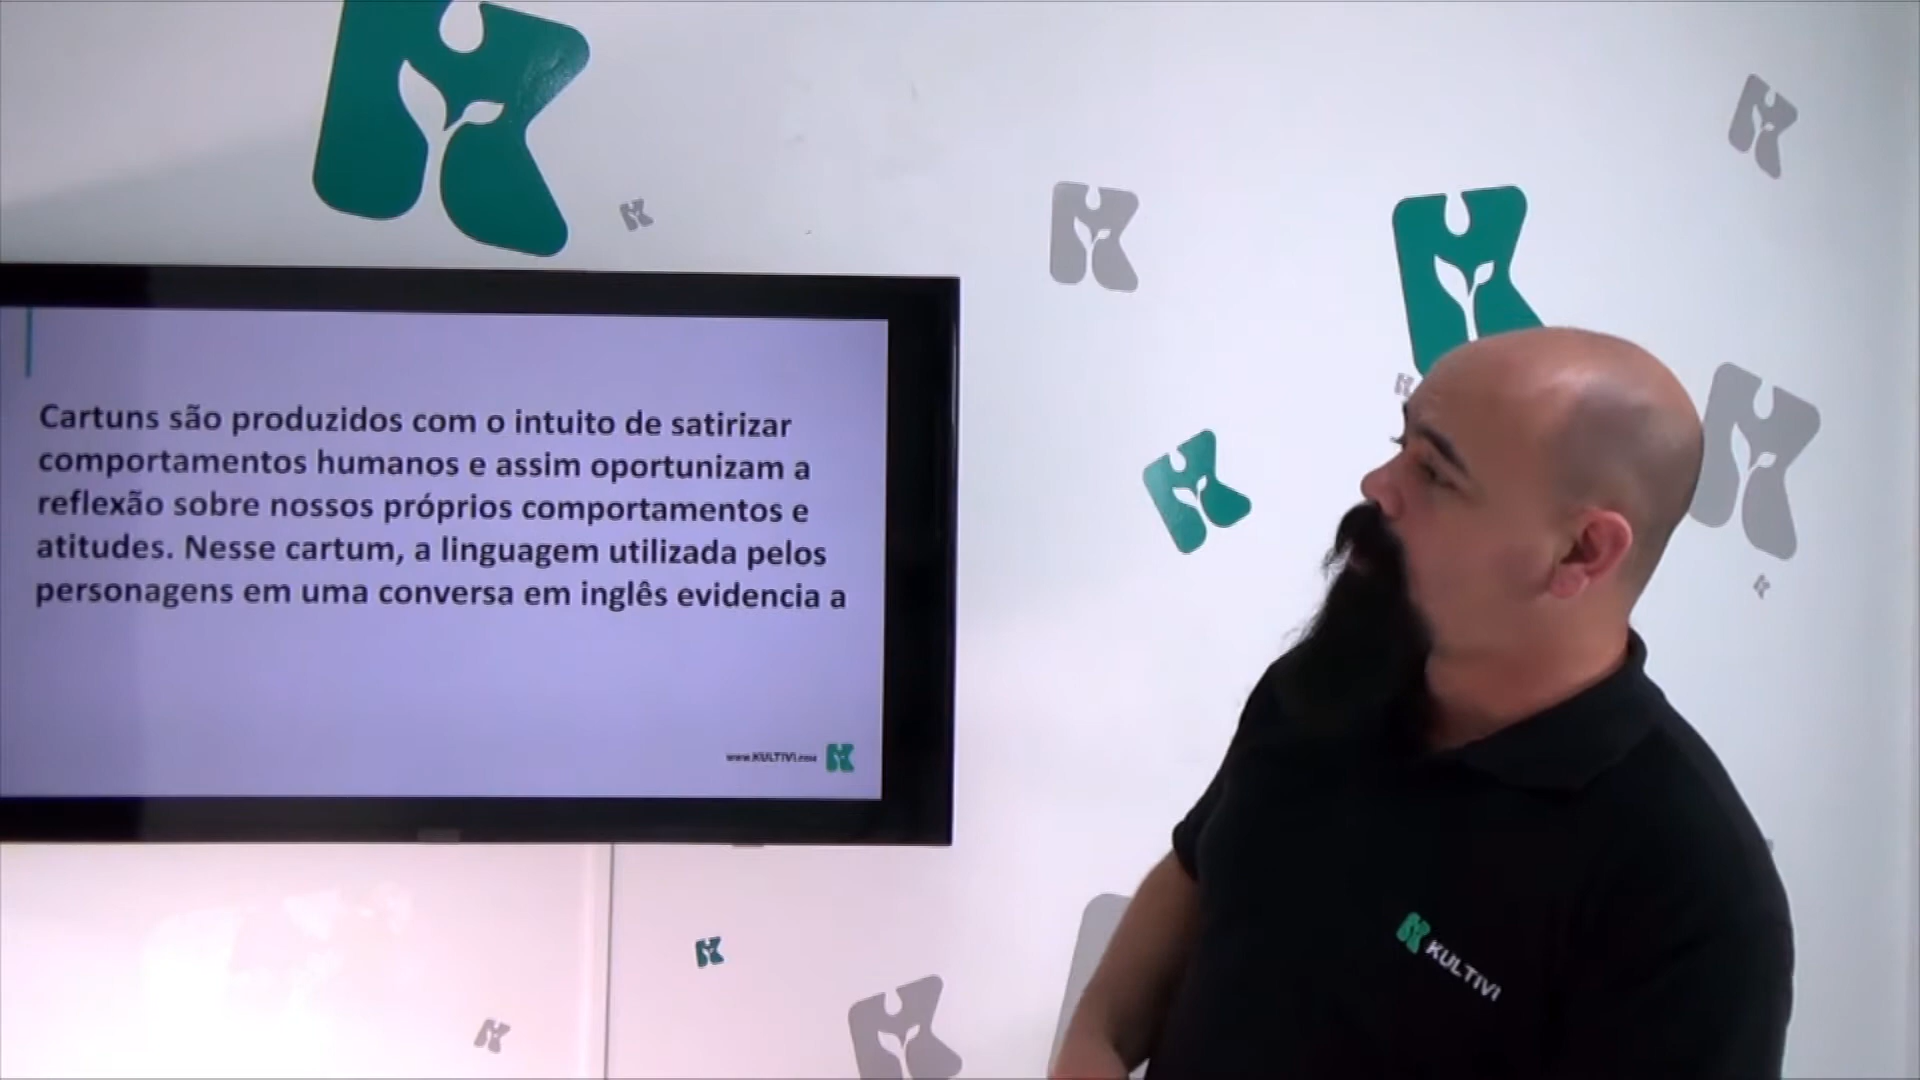 Cartuns são produzidos com o intuito de satirizar
comportamentos humanos e assim oportunizam a
reflexão sobre nossos próprios comportamentos e
atitudes. Nesse cartum, a linguagem utilizada pelos
personagens em uma conversa em inglês evidencia a
www.KULTIVI.com
KULTIVI